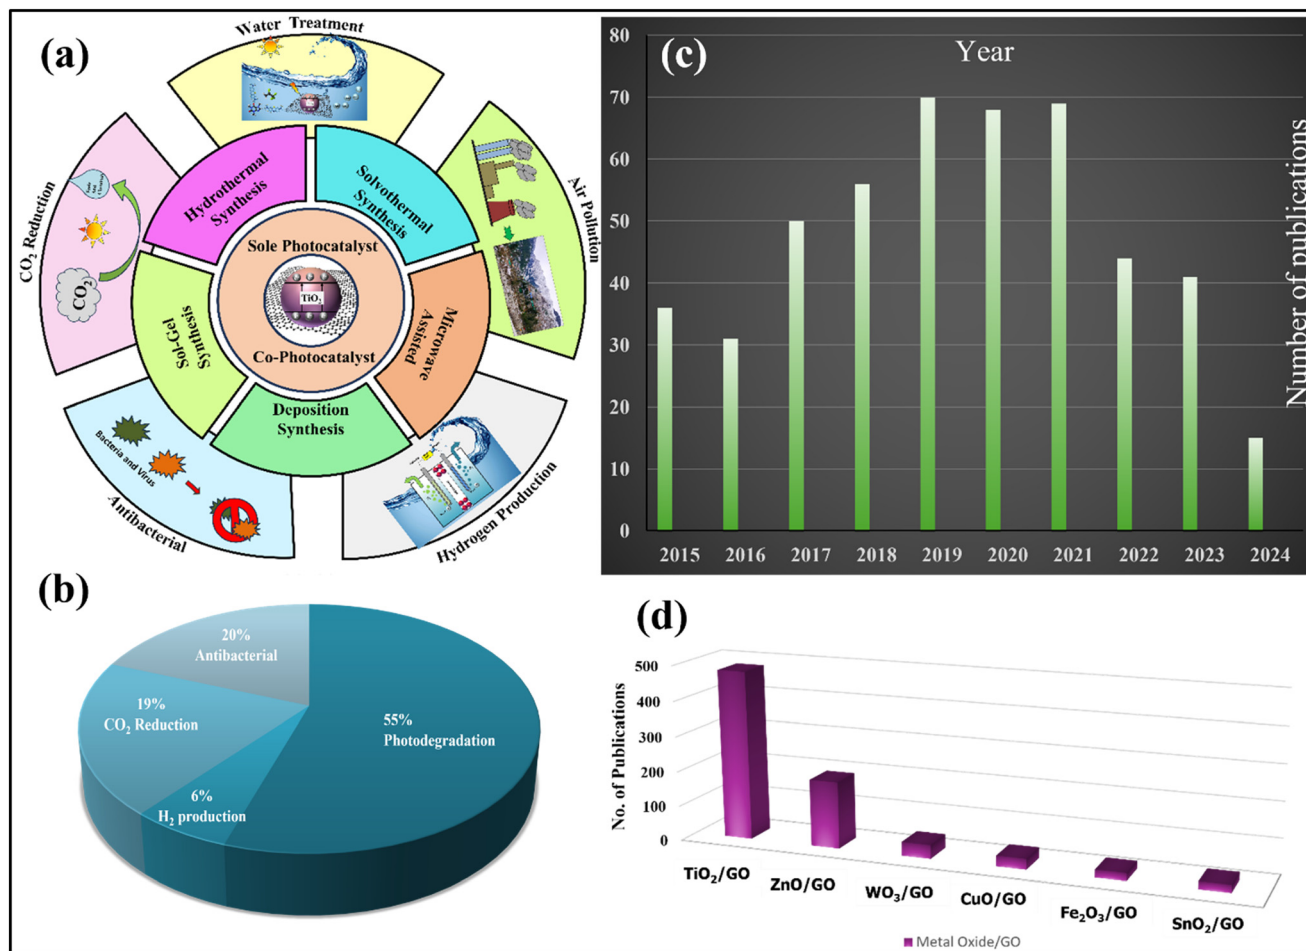 (a)
Water Treatment
Hydrothermal
Synthesis
Solvothermal
Synthesis
Air Pollution
CO₂ Reduction
CO₂
Sole Photocatalyst
TiO₂
Co-Photocatalyst
Sol-Gel
Synthesis
Microwave
Assisted
Deposition
Synthesis
Bacteria and Virus
Antibacterial
Hydrogen Production
(b)
20%
Antibacterial
19%
CO₂ Reduction
55%
Photodegradation
6%
H₂ production
(c)
Year
Number of publications
80
70
60
50
40
30
20
10
0
2015 2016 2017 2018 2019 2020 2021 2022 2023 2024
(d)
No. of Publications
500
400
300
200
100
0
TiO₂/GO ZnO/GO WO₃/GO CuO/GO Fe₂O₃/GO SnO₂/GO
Metal Oxide/GO